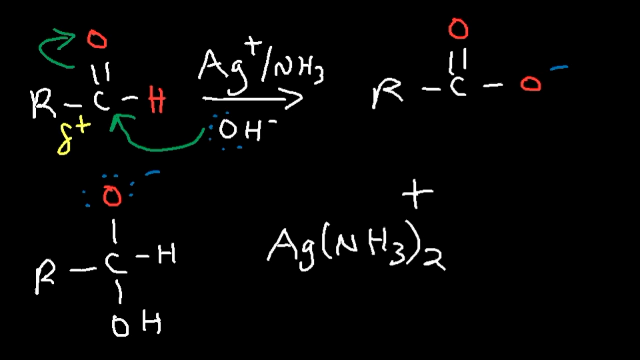 O O
R – C – H Ag⁺/NH₃ R – C – O⁻
δ⁺ OH⁻
O⁻
R – C – H Ag(NH₃)₂⁺
OH